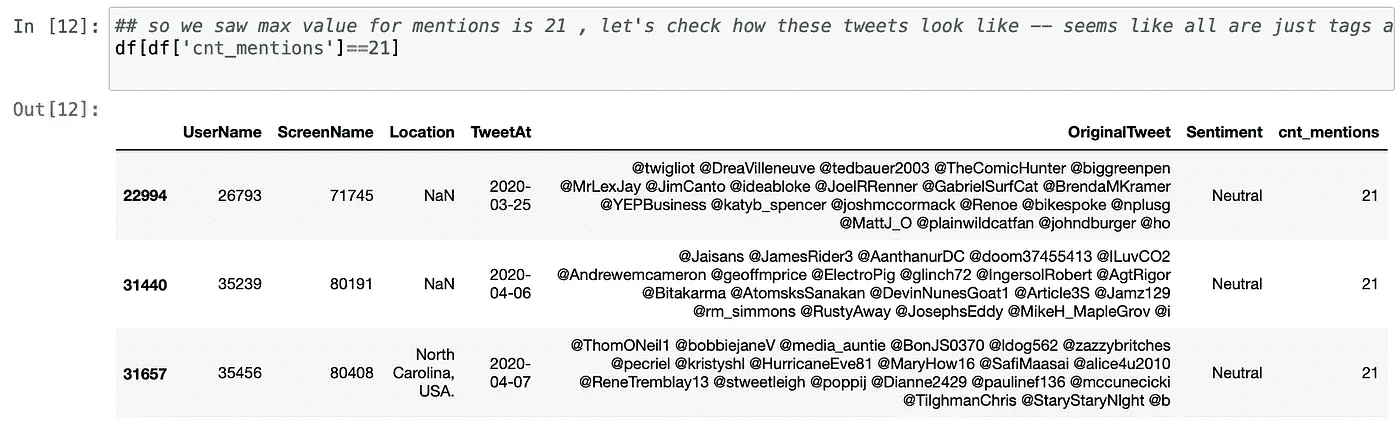 In [12]: ## so we saw max value for mentions is 21 , let's check how these tweets look like -- seems like all are just tags a
df[df['cnt_mentions']==21]
Out[12]:
UserName ScreenName Location TweetAt OriginalTweet Sentiment cnt_mentions
@twigliot @DreaVilleneuve @tedbauer2003 @TheComicHunter @biggreenpen
22994 26793 71745 NaN 2020- @MrLexJay @JimCanto @ideabloke @JoelRRenner @GabrielSurfCat @BrendaMKramer Neutral 21
03-25 @YEPBusiness @katyb_spencer @joshmccormack @Renoe @bikespoke @nplusg
@MattJ_O @plainwildcatfan @johndburger @ho
@Jaisans @JamesRider3 @AanthanurDC @doom37455413 @ILuvCO2
31440 35239 80191 NaN 2020- @Andrewemcameron @geoffmprice @ElectroPig @glinch72 @IngersolRobert @AgtRigor Neutral 21
04-06 @Bitakarma @AtomsksSanakan @DevinNunesGoat1 @Article3S @Jamz129
@rm_simmons @RustyAway @JosephsEddy @MikeH_MapleGrov @i
@ThomONeil1 @bobbiejaneV @media_auntie @BonJS0370 @ldog562 @zazzybritches
31657 35456 80408 North Carolina, USA. 2020- @pecriel @kristyshl @HurricaneEve81 @MaryHow16 @SafiMaasai @alice4u2010 Neutral 21
04-07 @ReneTremblay13 @stweetleigh @poppij @Dianne2429 @paulinef136 @mccunecicki
@TilghmanChris @StaryStaryNIght @b